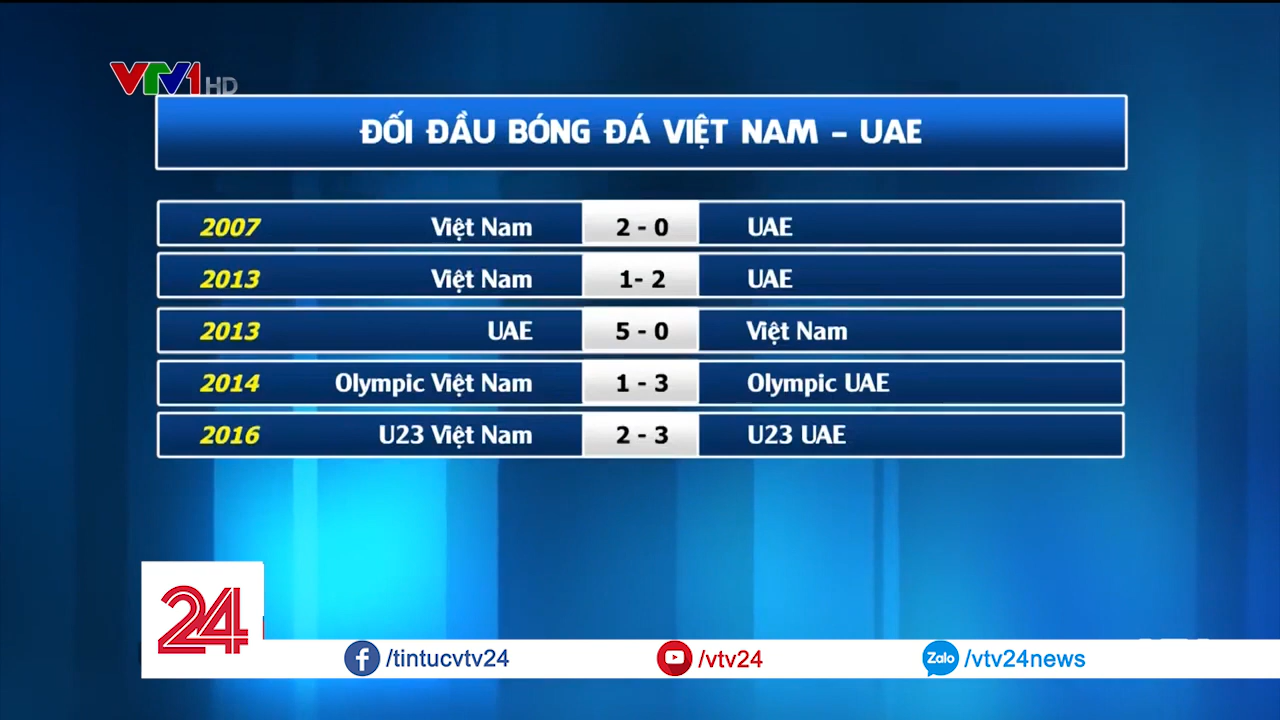 VTV1 HD
ĐỐI ĐẦU BÓNG ĐÁ VIỆT NAM – UAE
2007 Việt Nam 2 - 0 UAE
2013 Việt Nam 1- 2 UAE
2013 UAE 5 - 0 Việt Nam
2014 Olympic Việt Nam 1 - 3 Olympic UAE
2016 U23 Việt Nam 2 - 3 U23 UAE
24
/tintucvtv24 /vtv24 Zalo /vtv24news